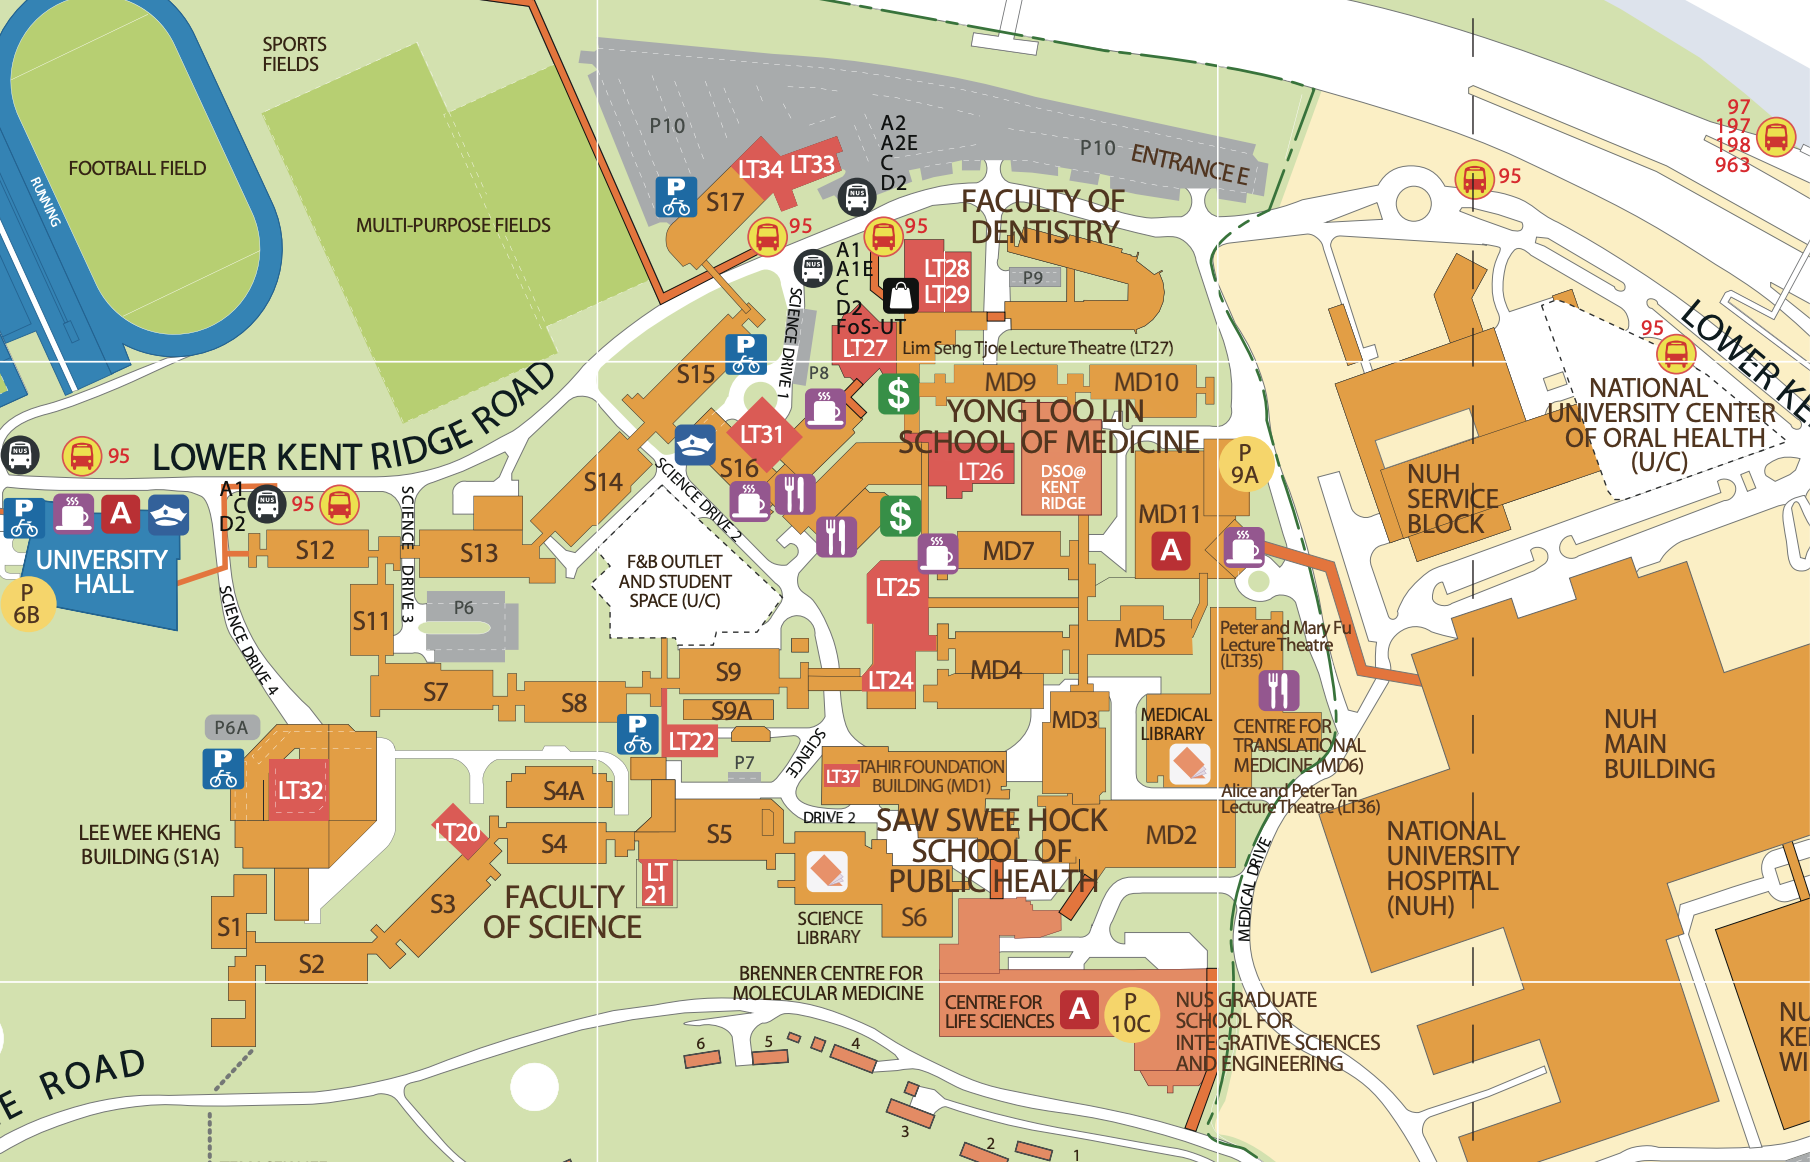 SPORTS
FIELDS
FOOTBALL FIELD
RUNNING
MULTI-PURPOSE FIELDS
P10
LT34
LT33
P
S17
A2
A2E
C
D2
NUS
95
95
P10
ENTRANCE E
FACULTY OF
DENTISTRY
95
97
197
198
963
NUS
A1
A1E
C
D2
FoS-UT
LT28
LT29
P9
LT27
Lim Seng Tjoe Lecture Theatre (LT27)
SCIENCE DRIVE 1
P8
P
S15
$
MD9
MD10
YONG LOO LIN
SCHOOL OF MEDICINE
LT31
S16
LT26
DSO@
KENT
RIDGE
P
9A
95
LOWER KE
NATIONAL
UNIVERSITY CENTER
OF ORAL HEALTH
(U/C)
NUH
SERVICE
BLOCK
LOWER KENT RIDGE ROAD
NUS
95
P
A
UNIVERSITY
HALL
P
6B
A1
C
D2
NUS
95
SCIENCE DRIVE 3
S12
S13
S14
SCIENCE DRIVE 2
F&B OUTLET
AND STUDENT
SPACE (U/C)
$
MD7
MD11
A
LT25
S11
P6
SCIENCE DRIVE 4
S7
S8
S9
S9A
LT24
MD4
MD5
Peter and Mary Fu
Lecture Theatre
(LT35)
MD3
MEDICAL
LIBRARY
CENTRE FOR
TRANSLATIONAL
MEDICINE (MD6)
Alice and Peter Tan
Lecture Theatre (LT36)
NUH
MAIN
BUILDING
P6A
P
LT32
LEE WEE KHENG
BUILDING (S1A)
P
LT22
P7
SCIENCE
DRIVE 2
LT37
TAHIR FOUNDATION
BUILDING (MD1)
S4A
LT20
S4
S5
LT
21
S3
FACULTY
OF SCIENCE
SAW SWEE HOCK
SCHOOL OF
PUBLIC HEALTH
MD2
MEDICAL DRIVE
NATIONAL
UNIVERSITY
HOSPITAL
(NUH)
S1
S2
SCIENCE
LIBRARY
S6
BRENNER CENTRE FOR
MOLECULAR MEDICINE
CENTRE FOR
LIFE SCIENCES
A
P
10C
NUS GRADUATE
SCHOOL FOR
INTEGRATIVE SCIENCES
AND ENGINEERING
NU
KE
WI
E ROAD
6
5
4
3
2
1